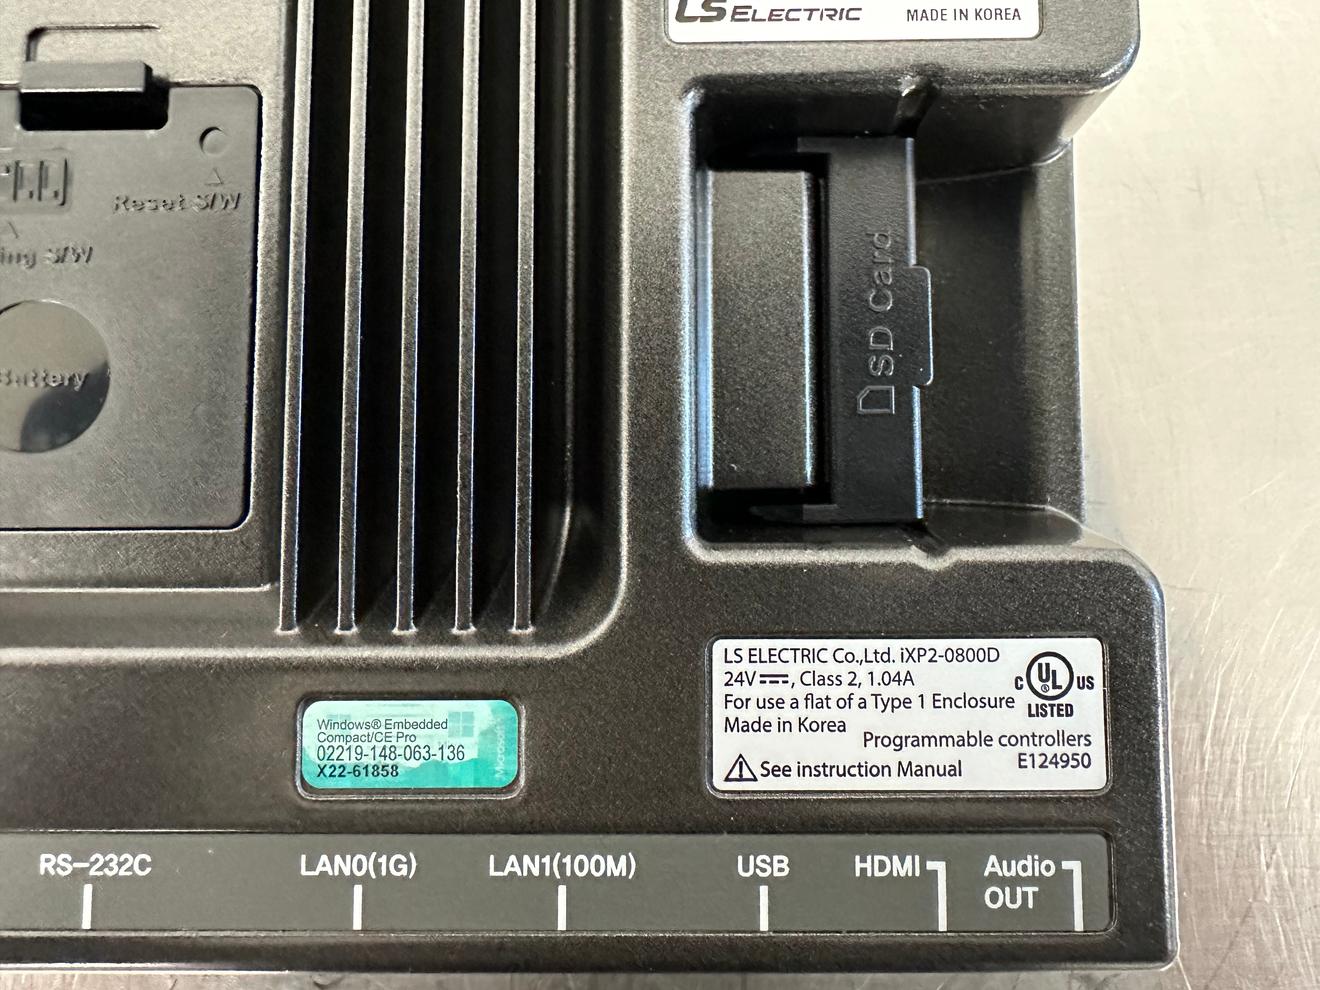 LS ELECTRIC MADE IN KOREA
Reset S/W
S/W
Battery
SD Card
LS ELECTRIC Co.,Ltd. iXP2-0800D
24V⎓, Class 2, 1.04A
For use a flat of a Type 1 Enclosure
Made in Korea
Programmable controllers
E124950
⚠ See instruction Manual
C UL US
LISTED
Windows® Embedded
Compact/CE Pro
02219-148-063-136
X22-61858
Microsoft
RS-232C LAN0(1G) LAN1(100M) USB HDMI Audio
OUT